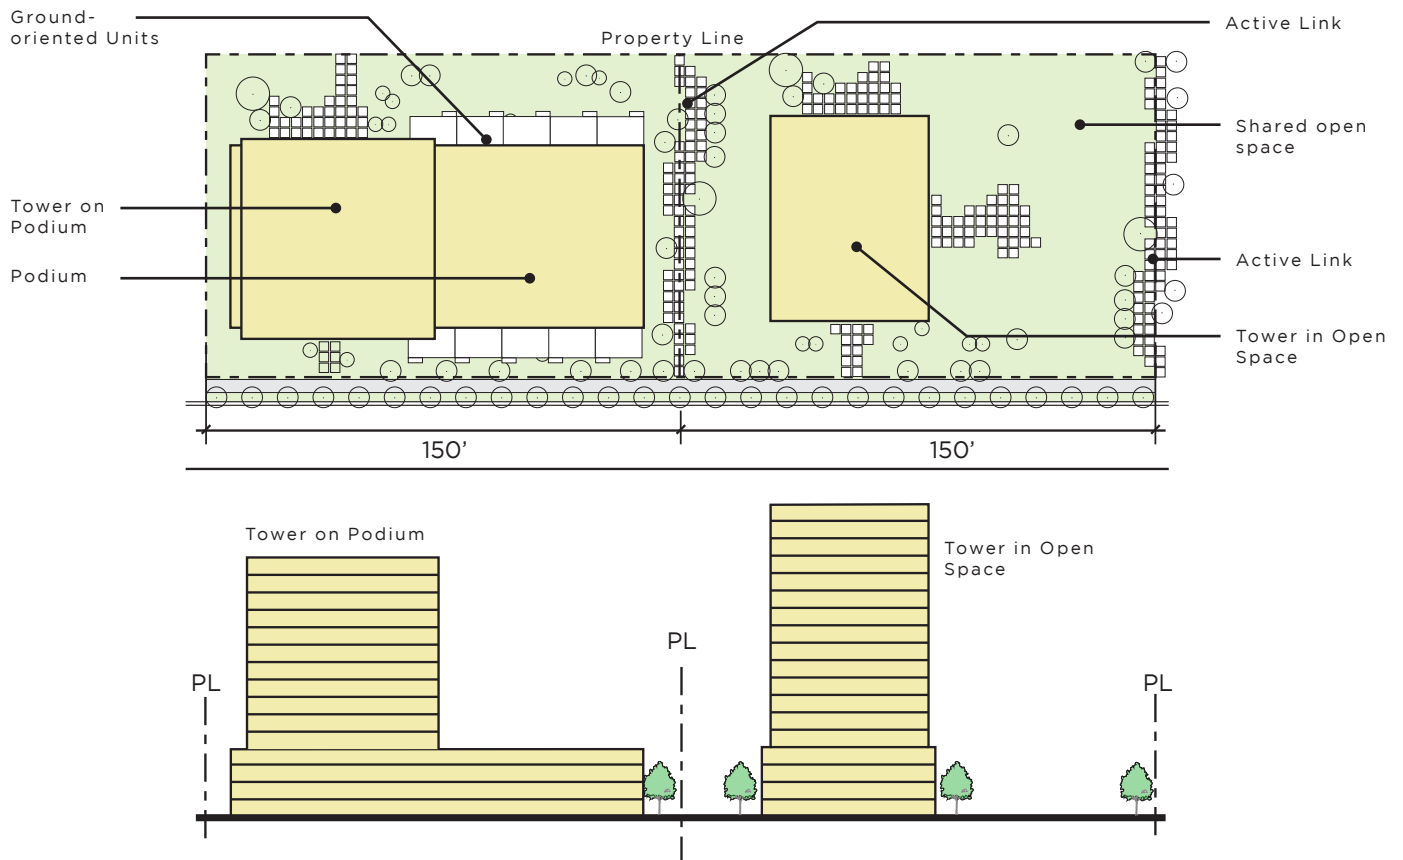 Ground-
oriented Units
Property Line
Active Link
Shared open
space
Tower on
Podium
Podium
Active Link
Tower in Open
Space
150'
150'
Tower on Podium
Tower in Open
Space
PL
PL
PL